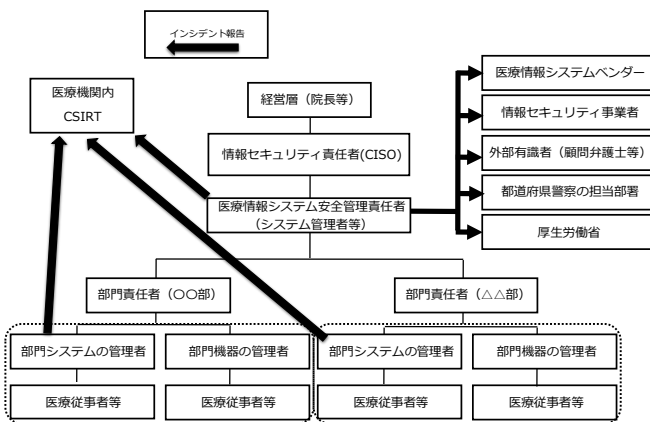 インシデント報告
医療機関内
CSIRT
経営層（院長等）
情報セキュリティ責任者(CISO)
医療情報システム安全管理責任者
（システム管理者等）
医療情報システムベンダー
情報セキュリティ事業者
外部有識者（顧問弁護士等）
都道府県警察の担当部署
厚生労働省
部門責任者（〇〇部）
部門責任者（△△部）
部門システムの管理者
部門機器の管理者
部門システムの管理者
部門機器の管理者
医療従事者等
医療従事者等
医療従事者等
医療従事者等